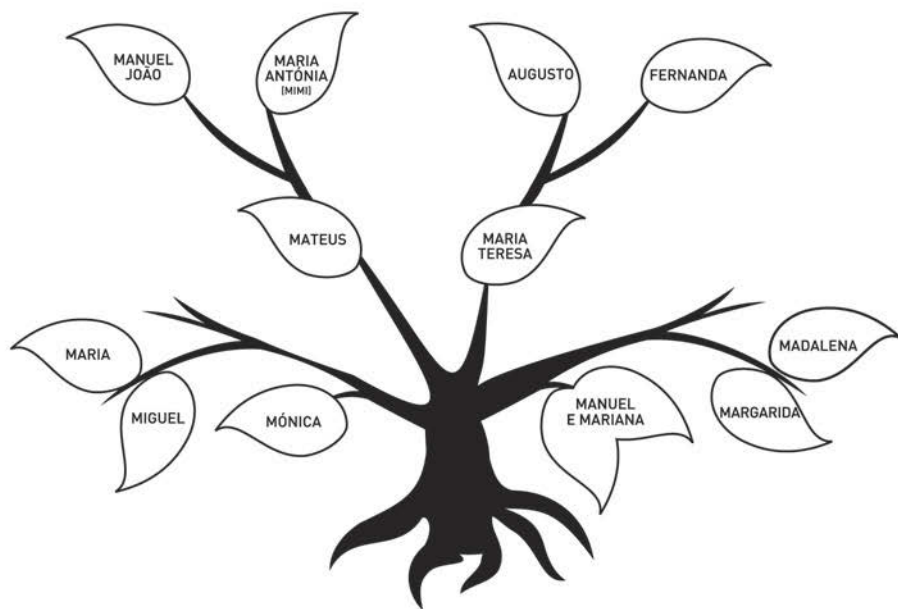 MANUEL
JOÃO
MARIA
ANTÓNIA
(MIMI)
AUGUSTO
FERNANDA
MATEUS
MARIA
TERESA
MARIA
MIGUEL
MÓNICA
MANUEL
E MARIANA
MARGARIDA
MADALENA